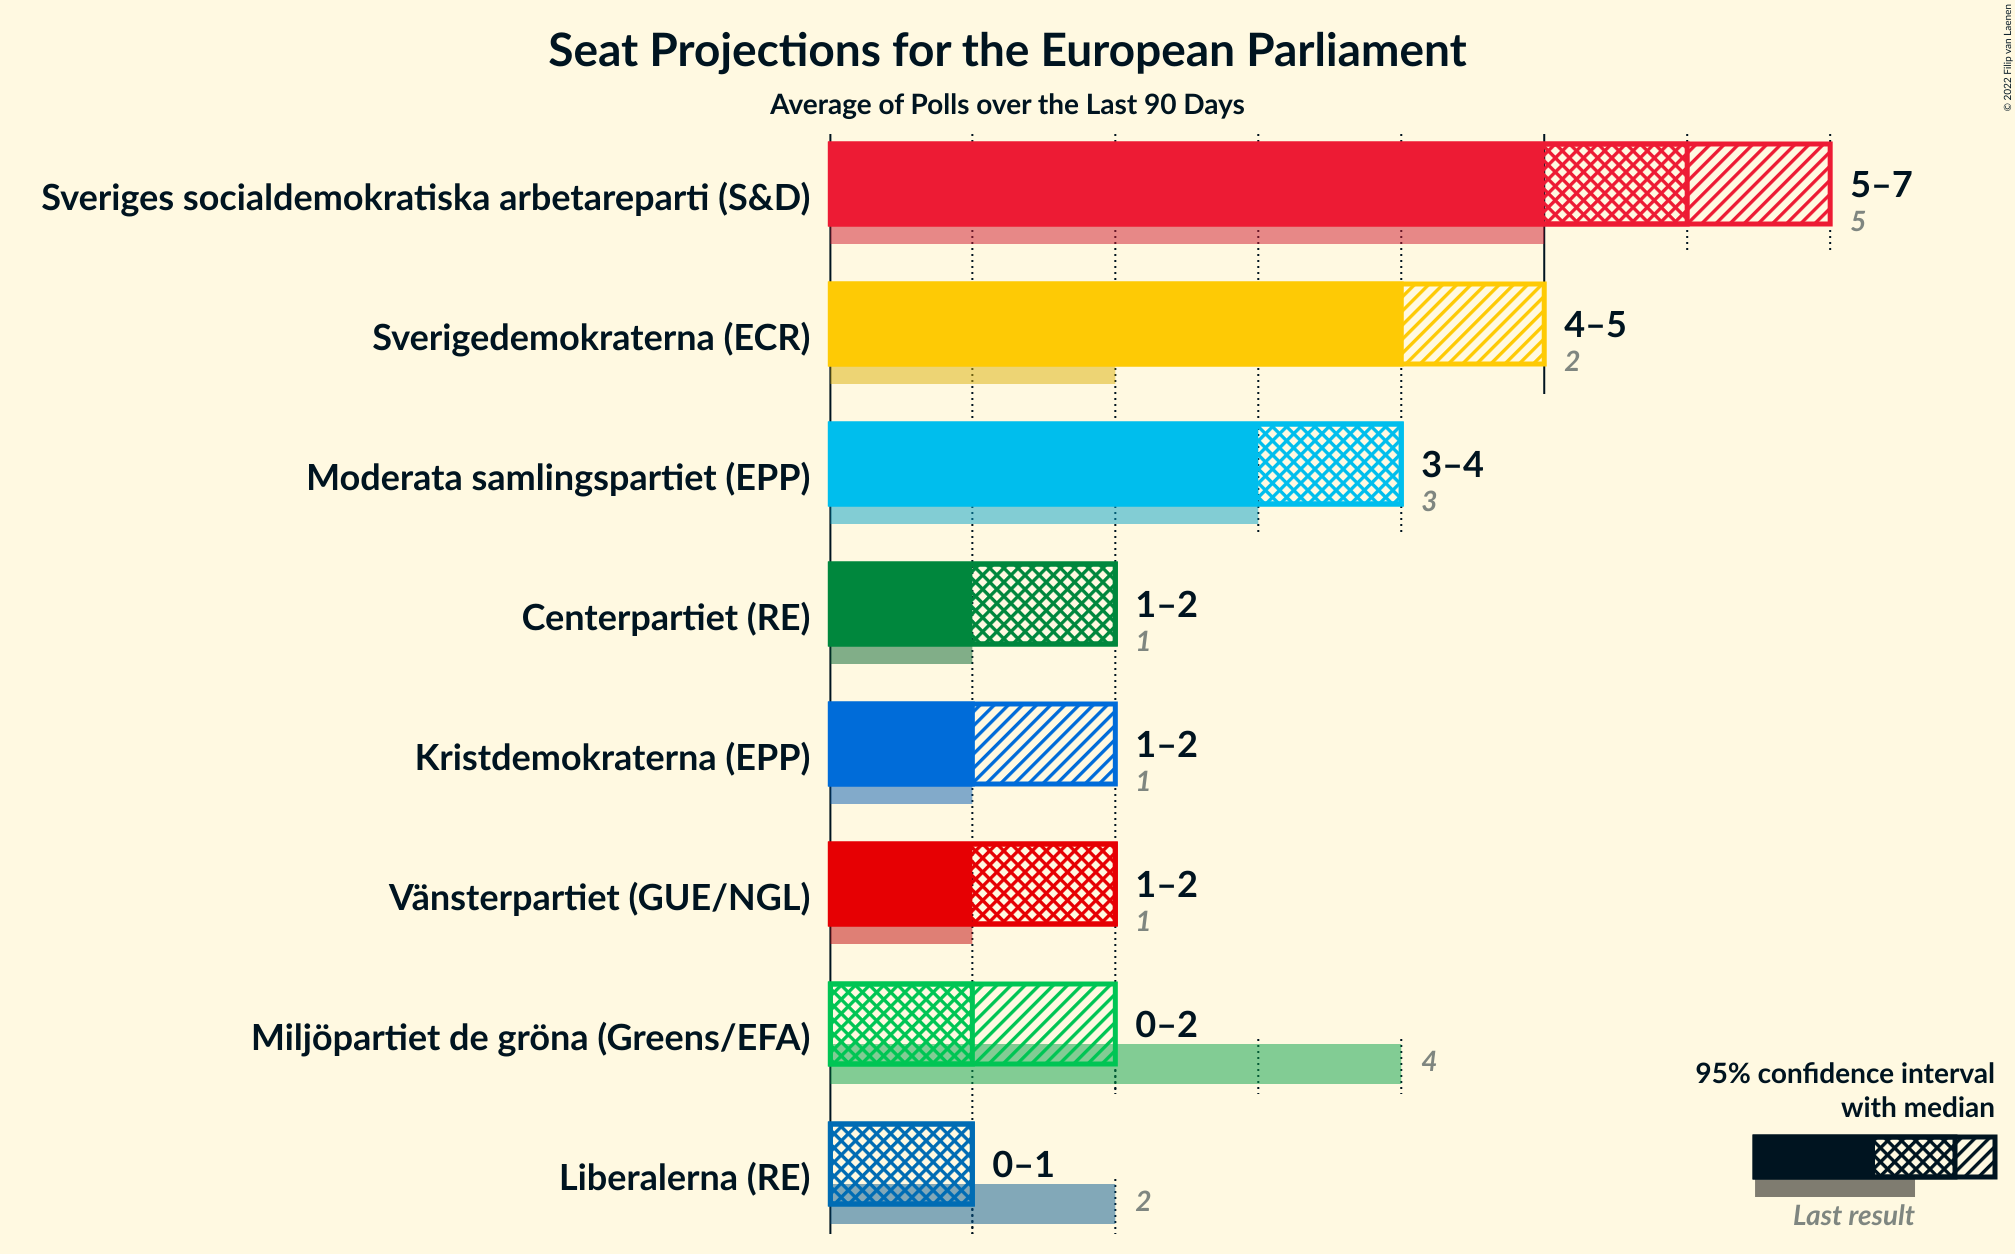 Seat Projections for the European Parliament
Average of Polls over the Last 90 Days
© 2022 Filip van Laenen
Sveriges socialdemokratiska arbetareparti (S&D)
5–7
5
Sverigedemokraterna (ECR)
4–5
2
Moderata samlingspartiet (EPP)
3–4
3
Centerpartiet (RE)
1–2
1
Kristdemokraterna (EPP)
1–2
1
Vänsterpartiet (GUE/NGL)
1–2
1
Miljöpartiet de gröna (Greens/EFA)
0–2
4
Liberalerna (RE)
0–1
2
95% confidence interval
with median
Last result